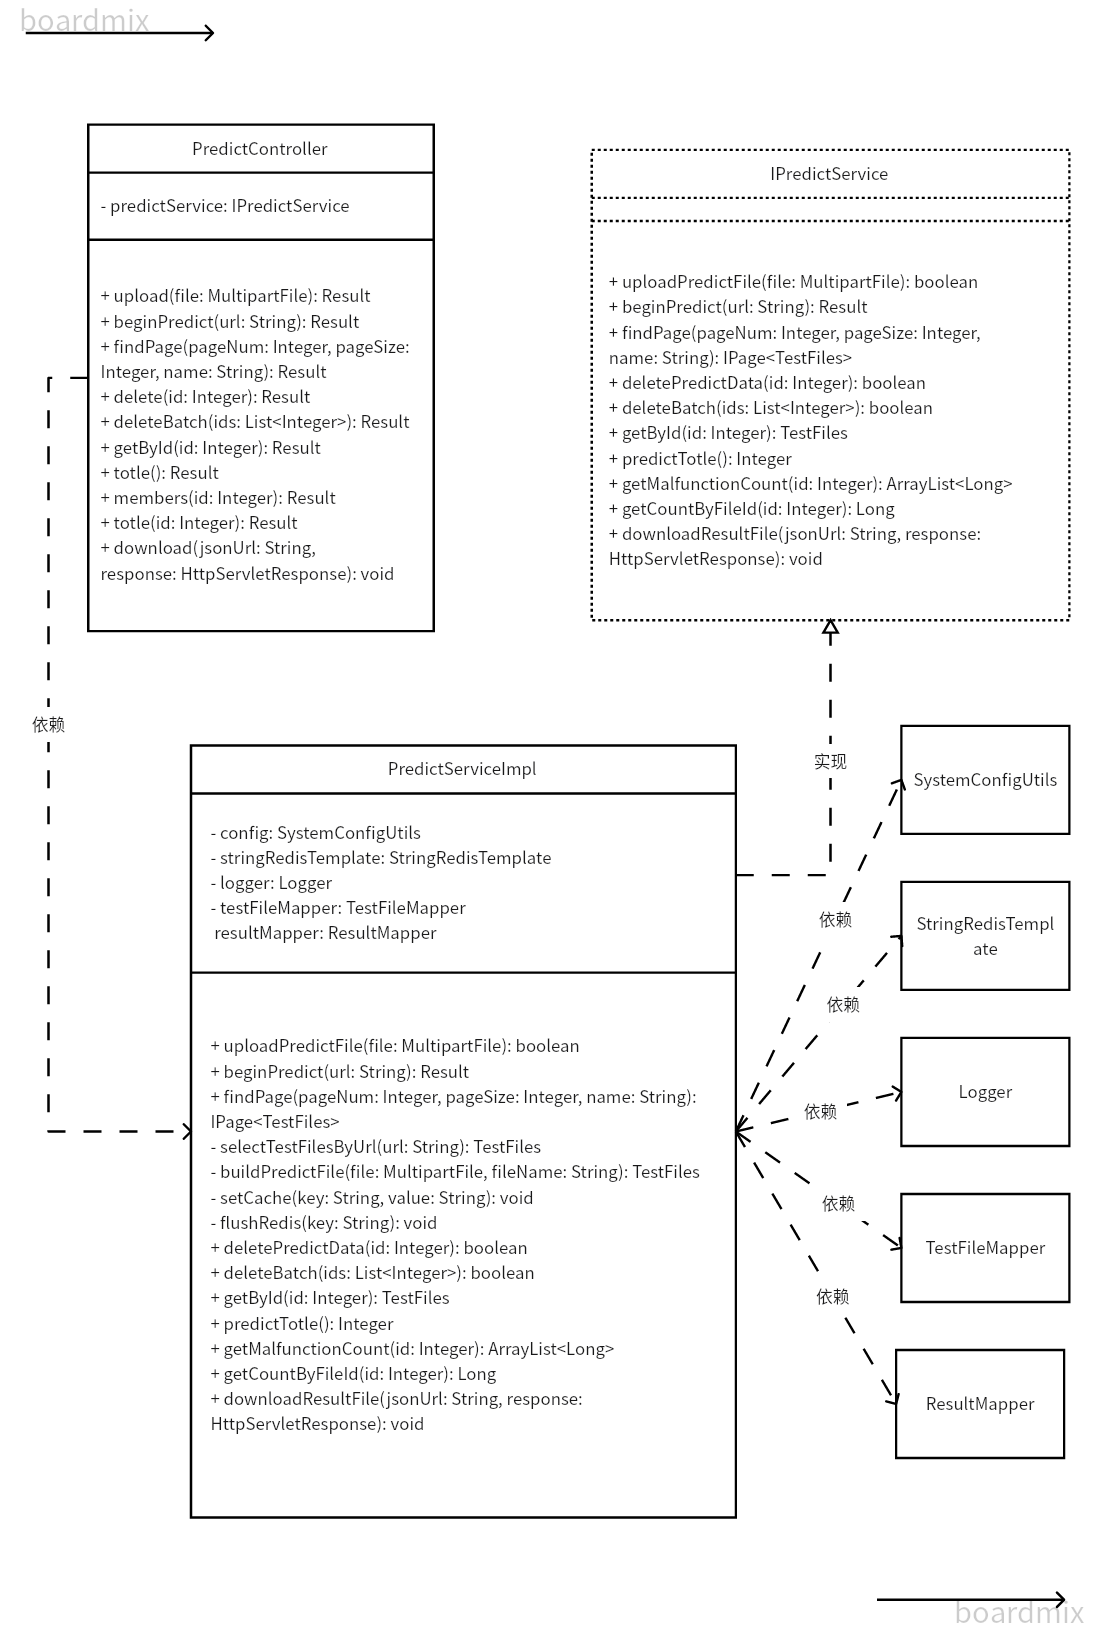 boardmix
PredictController
- predictService: IPredictService
+ upload(file: MultipartFile): Result
+ beginPredict(url: String): Result
+ findPage(pageNum: Integer, pageSize:
Integer, name: String): Result
+ delete(id: Integer): Result
+ deleteBatch(ids: List<Integer>): Result
+ getById(id: Integer): Result
+ totle(): Result
+ members(id: Integer): Result
+ totle(id: Integer): Result
+ download(jsonUrl: String,
response: HttpServletResponse): void
IPredictService
+ uploadPredictFile(file: MultipartFile): boolean
+ beginPredict(url: String): Result
+ findPage(pageNum: Integer, pageSize: Integer,
name: String): IPage<TestFiles>
+ deletePredictData(id: Integer): boolean
+ deleteBatch(ids: List<Integer>): boolean
+ getById(id: Integer): TestFiles
+ predictTotle(): Integer
+ getMalfunctionCount(id: Integer): ArrayList<Long>
+ getCountByFileId(id: Integer): Long
+ downloadResultFile(jsonUrl: String, response:
HttpServletResponse): void
依赖
实现
PredictServiceImpl
- config: SystemConfigUtils
- stringRedisTemplate: StringRedisTemplate
- logger: Logger
- testFileMapper: TestFileMapper
resultMapper: ResultMapper
+ uploadPredictFile(file: MultipartFile): boolean
+ beginPredict(url: String): Result
+ findPage(pageNum: Integer, pageSize: Integer, name: String):
IPage<TestFiles>
- selectTestFilesByUrl(url: String): TestFiles
- buildPredictFile(file: MultipartFile, fileName: String): TestFiles
- setCache(key: String, value: String): void
- flushRedis(key: String): void
+ deletePredictData(id: Integer): boolean
+ deleteBatch(ids: List<Integer>): boolean
+ getById(id: Integer): TestFiles
+ predictTotle(): Integer
+ getMalfunctionCount(id: Integer): ArrayList<Long>
+ getCountByFileId(id: Integer): Long
+ downloadResultFile(jsonUrl: String, response:
HttpServletResponse): void
SystemConfigUtils
依赖
StringRedisTempl
ate
依赖
Logger
依赖
依赖
TestFileMapper
依赖
ResultMapper
boardmix